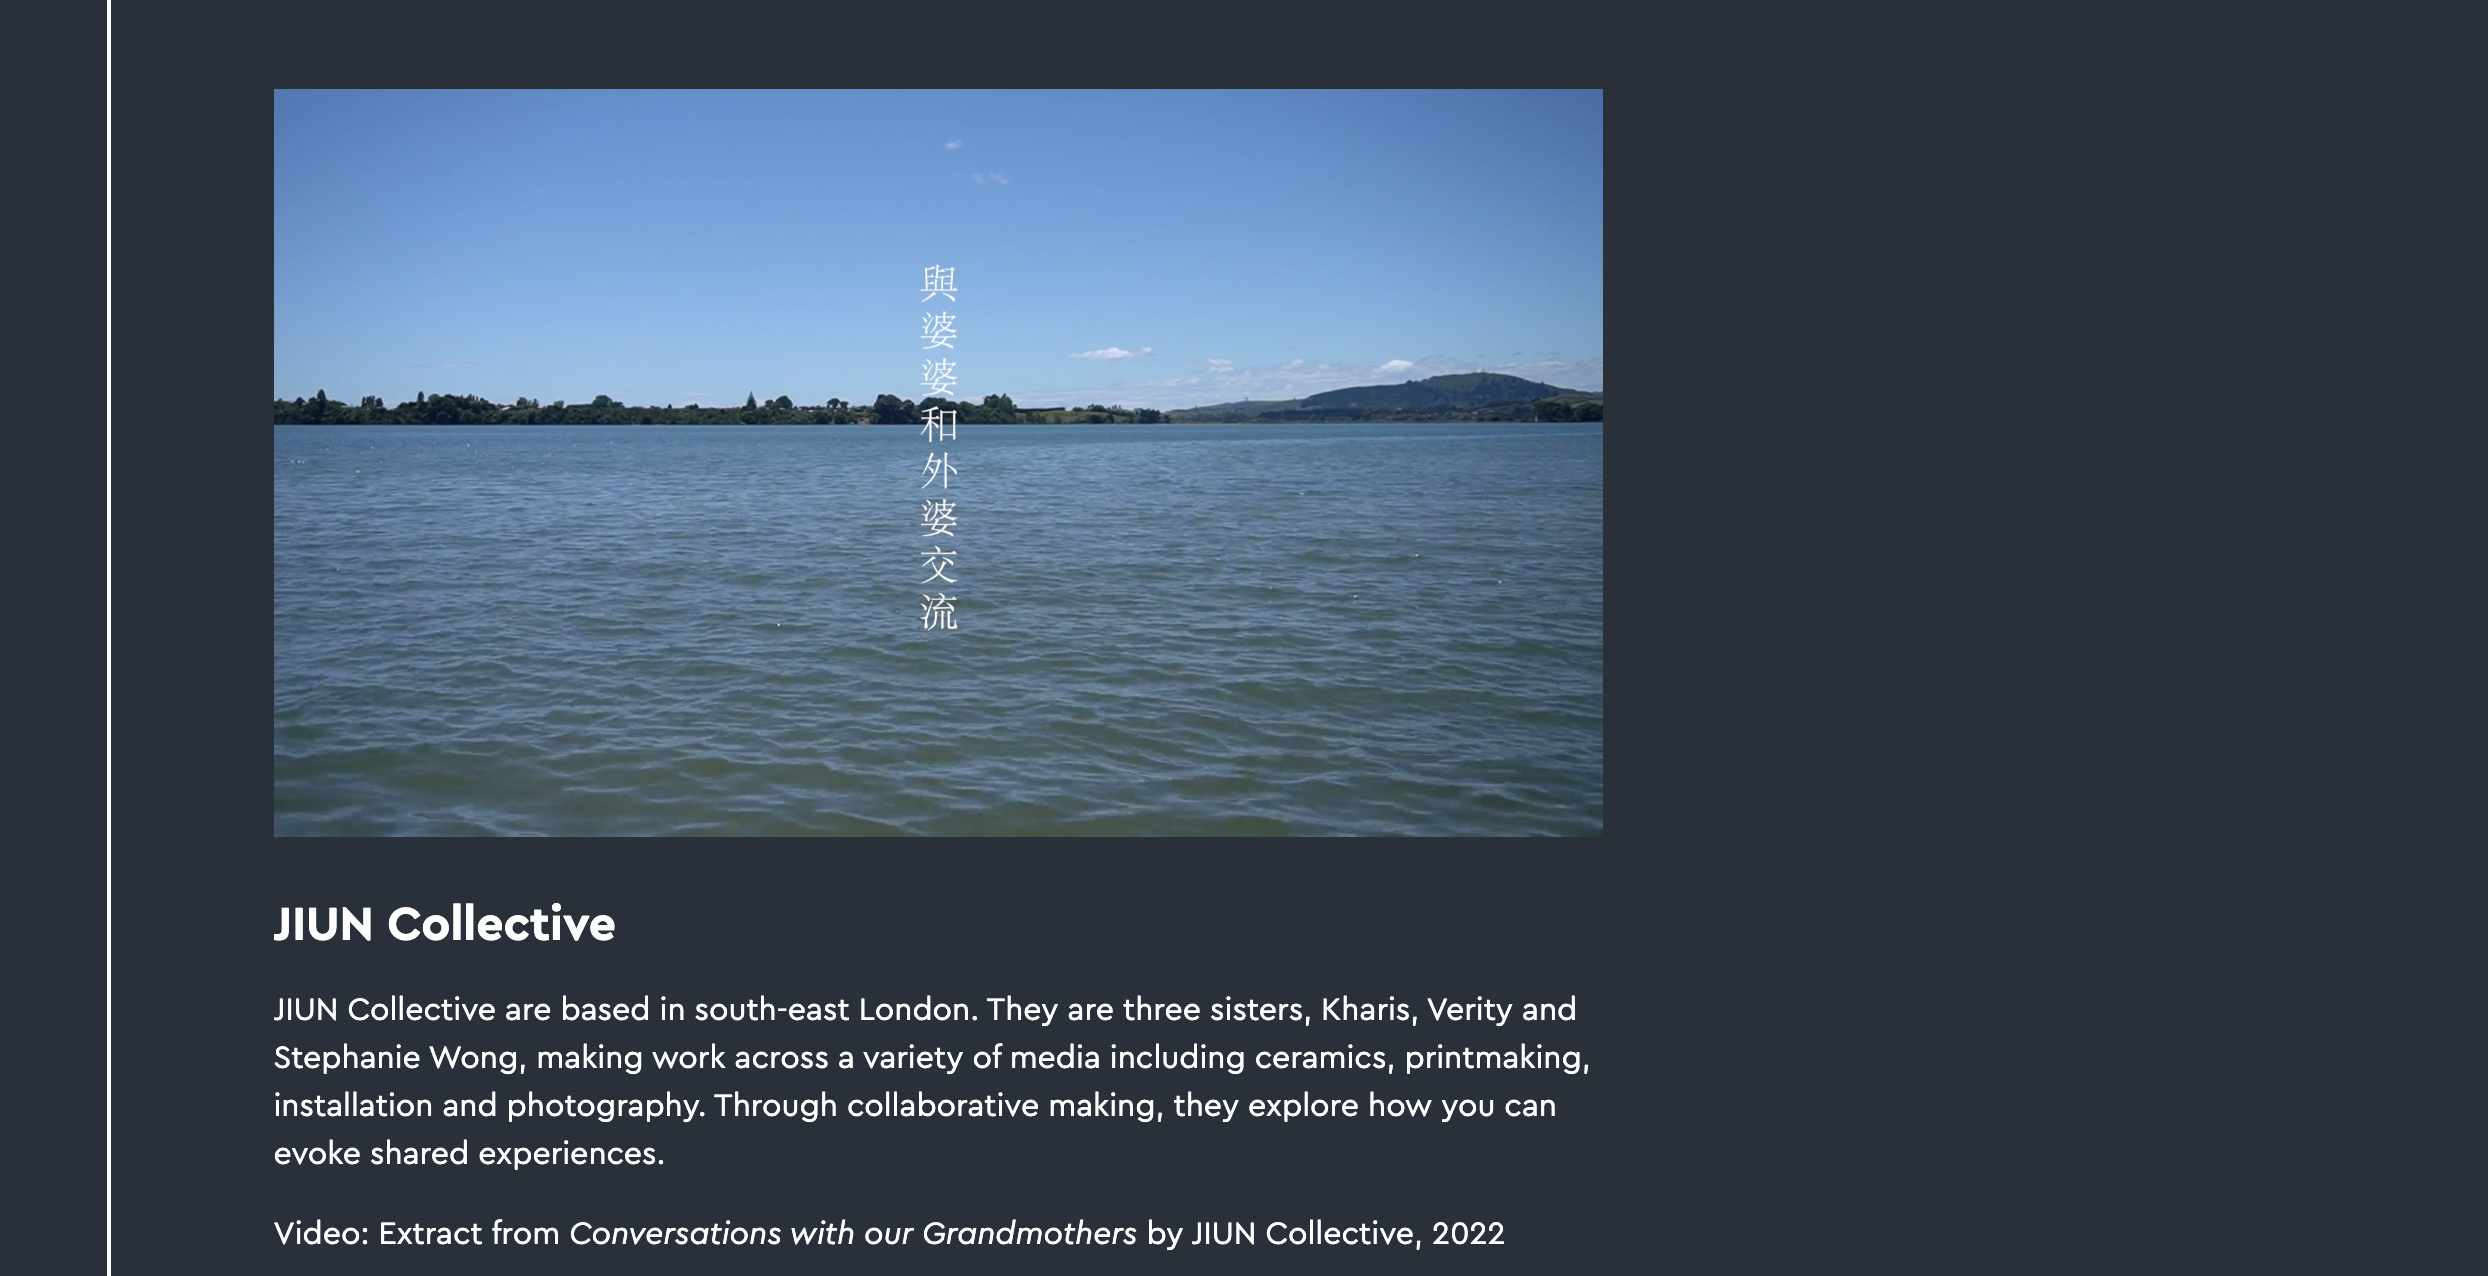 與婆婆和外婆交流
JIUN Collective
JIUN Collective are based in south-east London. They are three sisters, Kharis, Verity and
Stephanie Wong, making work across a variety of media including ceramics, printmaking,
installation and photography. Through collaborative making, they explore how you can
evoke shared experiences.
Video: Extract from Conversations with our Grandmothers by JIUN Collective, 2022